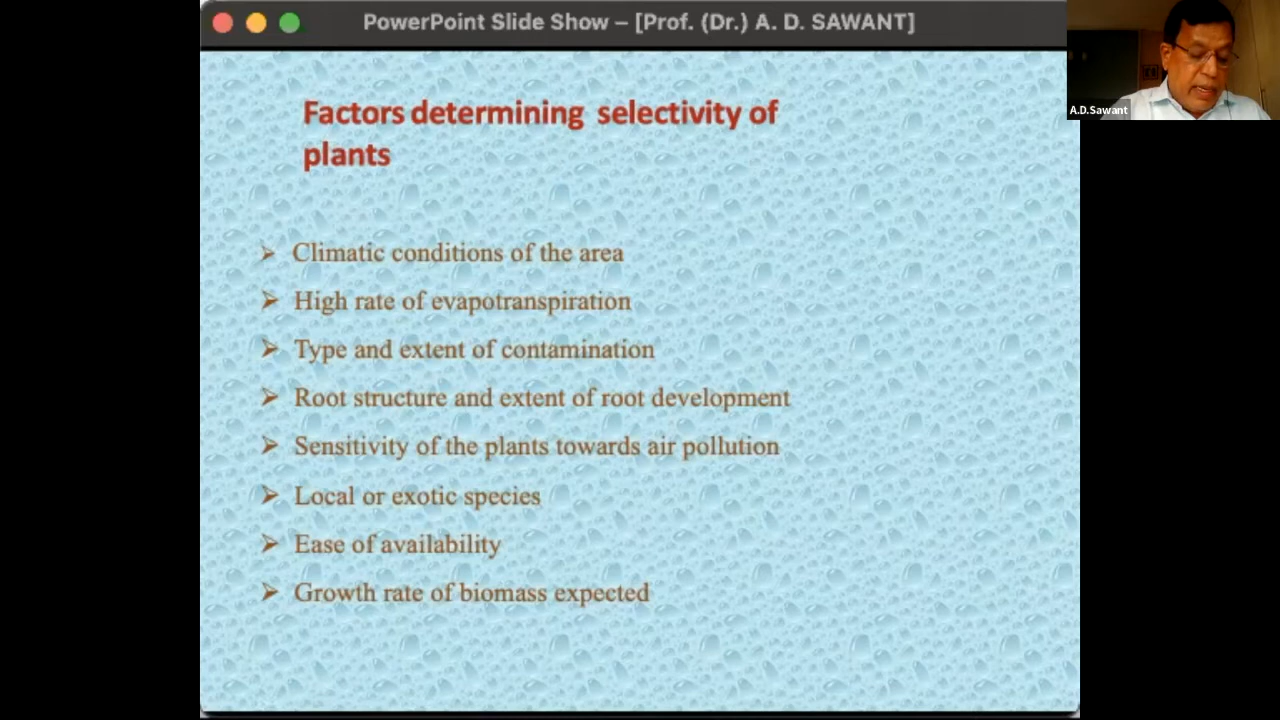 PowerPoint Slide Show – [Prof. (Dr.) A. D. SAWANT]
A.D.Sawant
Factors determining selectivity of
plants
➢ Climatic conditions of the area
➢ High rate of evapotranspiration
➢ Type and extent of contamination
➢ Root structure and extent of root development
➢ Sensitivity of the plants towards air pollution
➢ Local or exotic species
➢ Ease of availability
➢ Growth rate of biomass expected